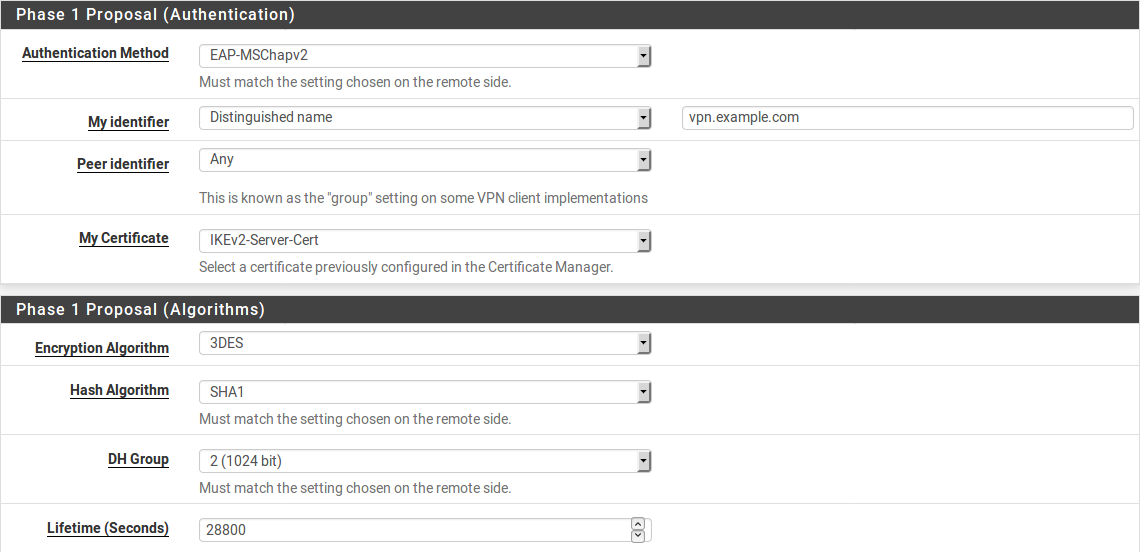 Phase 1 Proposal (Authentication)
Authentication Method EAP-MSChapv2
Must match the setting chosen on the remote side.
My identifier Distinguished name vpn.example.com
Peer identifier Any
This is known as the "group" setting on some VPN client implementations
My Certificate IKEv2-Server-Cert
Select a certificate previously configured in the Certificate Manager.
Phase 1 Proposal (Algorithms)
Encryption Algorithm 3DES
Hash Algorithm SHA1
Must match the setting chosen on the remote side.
DH Group 2 (1024 bit)
Must match the setting chosen on the remote side.
Lifetime (Seconds) 28800